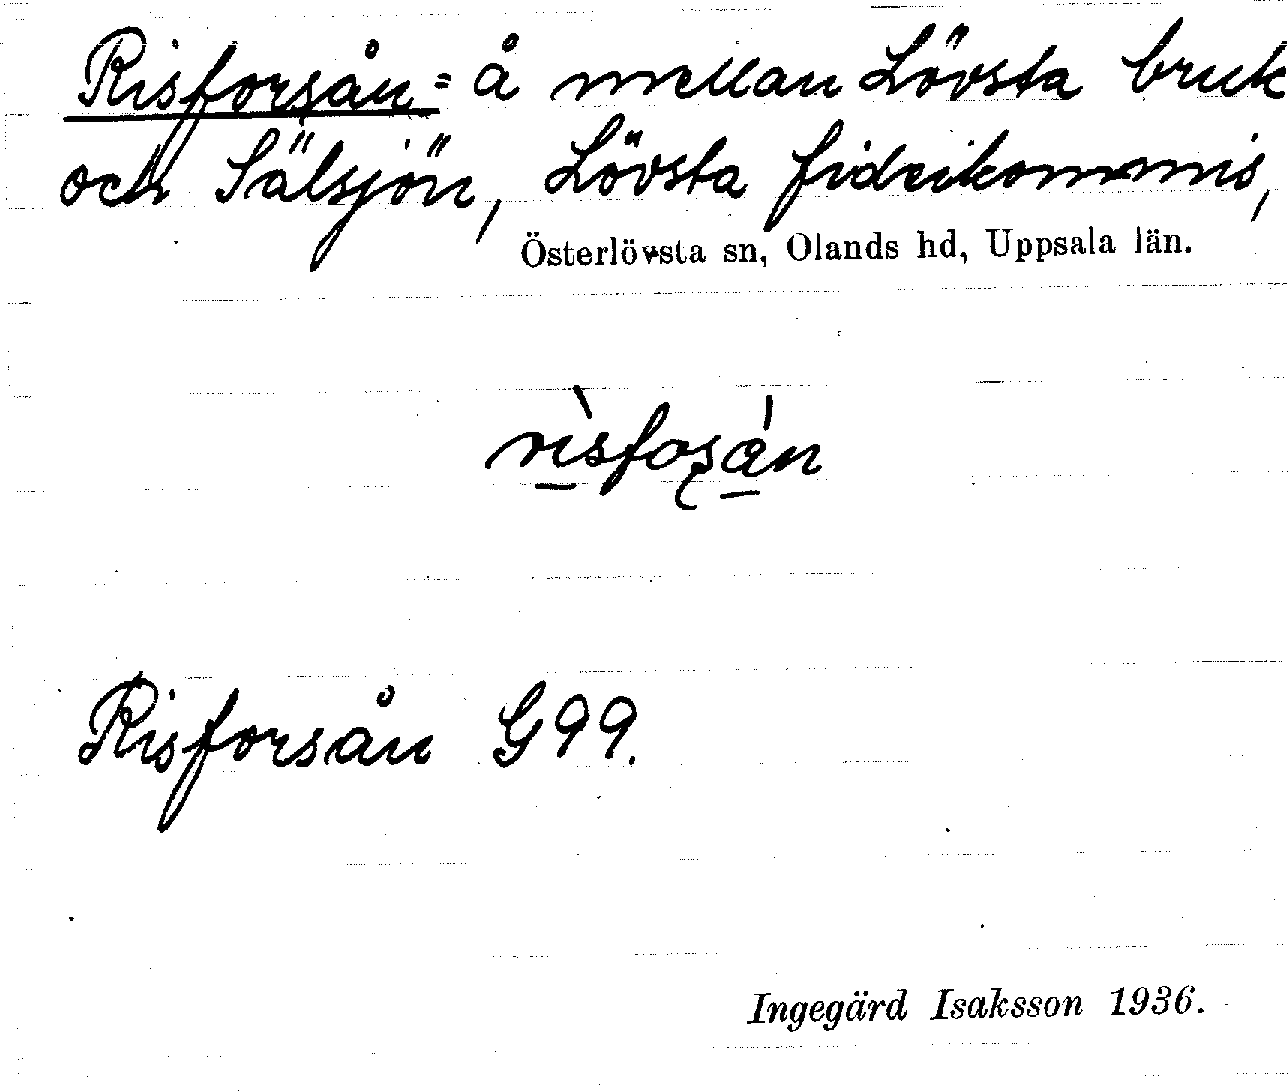 Risforsån = å mellan Lövsta bruk
och Sälsjön, Lövsta fideikommis,
Österlövsta sn, Olands hd, Uppsala län.
rìsfoʂán
Risforsån G99.
Ingegärd Isaksson 1936.